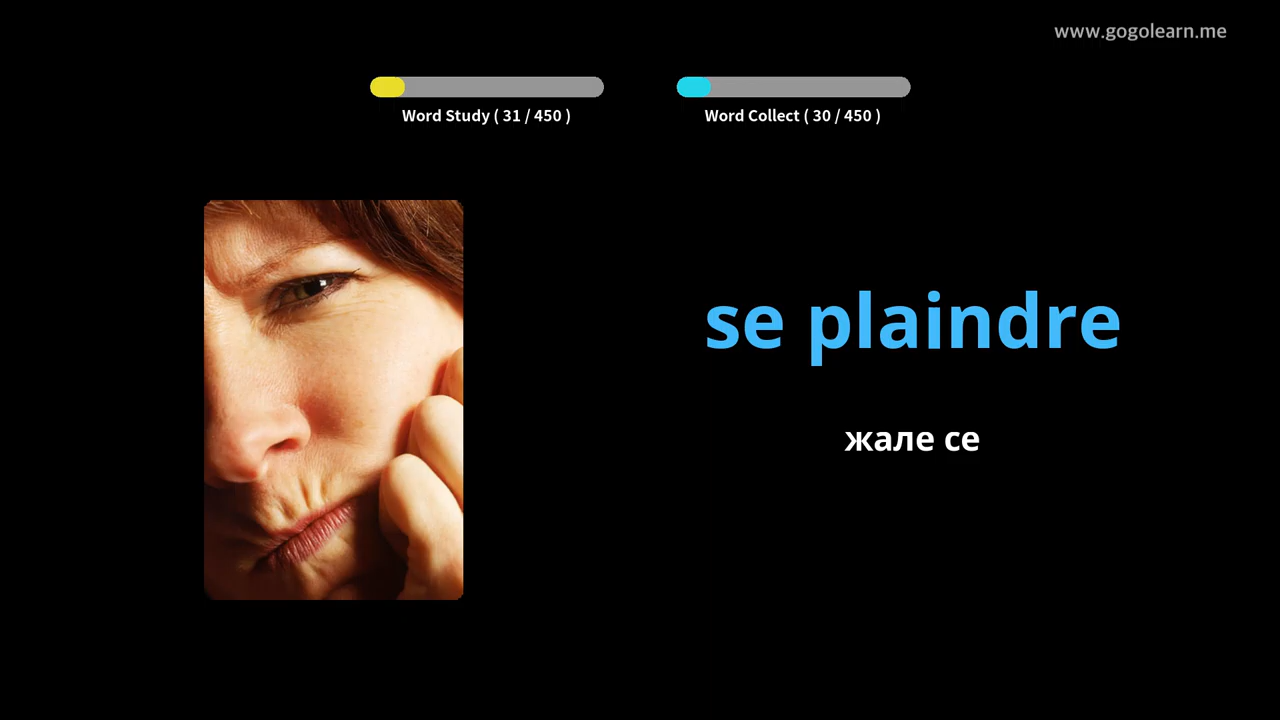 www.gogolearn.me
Word Study ( 31 / 450 )
Word Collect ( 30 / 450 )
se plaindre
жале се